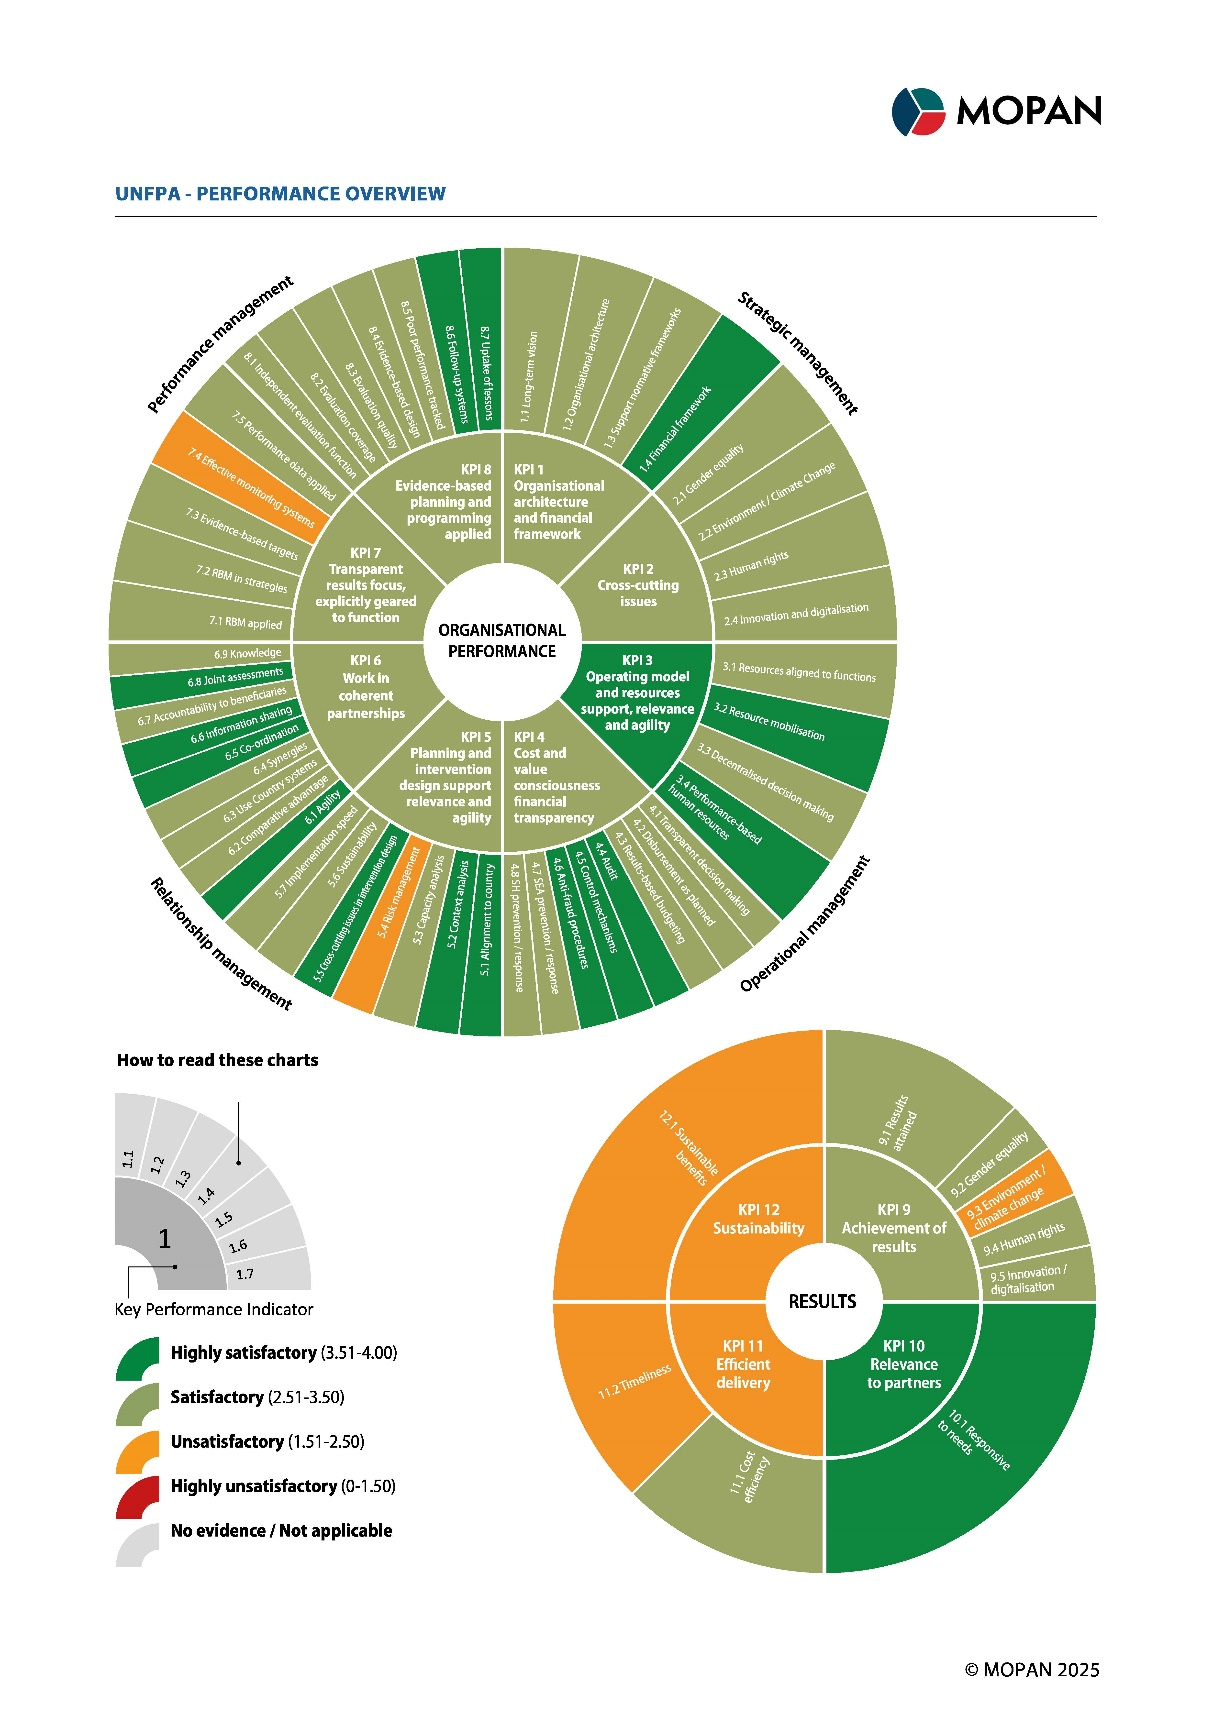 MOPAN
UNFPA - PERFORMANCE OVERVIEW
Performance management
Strategic management
Operational management
Relationship management
ORGANISATIONAL
PERFORMANCE
KPI 1
Organisational
architecture
and financial
framework
1.1 Long-term vision
1.2 Organisational architecture
1.3 Support normative frameworks
1.4 Financial framework
KPI 2
Cross-cutting
issues
2.1 Gender equality
2.2 Environment / Climate Change
2.3 Human rights
2.4 Innovation and digitalisation
KPI 3
Operating model
and resources
support, relevance
and agility
3.1 Resources aligned to functions
3.2 Resource mobilisation
3.3 Decentralised decision making
3.4 Performance-based
human resources
KPI 4
Cost and
value
consciousness
financial
transparency
4.1 Transparent decision making
4.2 Disbursement as planned
4.3 Results-based budgeting
4.4 Audit
4.5 Control mechanisms
4.6 Anti-fraud procedures
4.7 SEA prevention / response
4.8 SH prevention / response
KPI 5
Planning and
intervention
design support
relevance and
agility
5.1 Alignment to country
5.2 Context analysis
5.3 Capacity analysis
5.4 Risk management
5.5 Cross-cutting issues in intervention design
5.6 Sustainability
5.7 Implementation speed
KPI 6
Work in
coherent
partnerships
6.1 Agility
6.2 Comparative advantage
6.3 Use Country systems
6.4 Synergies
6.5 Co-ordination
6.6 Information sharing
6.7 Accountability to beneficiaries
6.8 Joint assessments
6.9 Knowledge
KPI 7
Transparent
results focus,
explicitly geared
to function
7.1 RBM applied
7.2 RBM in strategies
7.3 Evidence-based targets
7.4 Effective monitoring systems
7.5 Performance data applied
KPI 8
Evidence-based
planning and
programming
applied
8.1 Independent evaluation function
8.2 Evaluation coverage
8.3 Evaluation quality
8.4 Evidence-based design
8.5 Poor performance tracked
8.6 Follow-up systems
8.7 Uptake of lessons
How to read these charts
1.1
1.2
1.3
1.4
1.5
1.6
1.7
1
Key Performance Indicator
Highly satisfactory (3.51-4.00)
Satisfactory (2.51-3.50)
Unsatisfactory (1.51-2.50)
Highly unsatisfactory (0-1.50)
No evidence / Not applicable
RESULTS
KPI 9
Achievement of
results
9.1 Results
attained
9.2 Gender equality
9.3 Environment /
climate change
9.4 Human rights
9.5 Innovation /
digitalisation
KPI 10
Relevance
to partners
10.1 Responsive
to needs
KPI 11
Efficient
delivery
11.1 Cost
efficiency
11.2 Timeliness
KPI 12
Sustainability
12.1 Sustainable
benefits
© MOPAN 2025